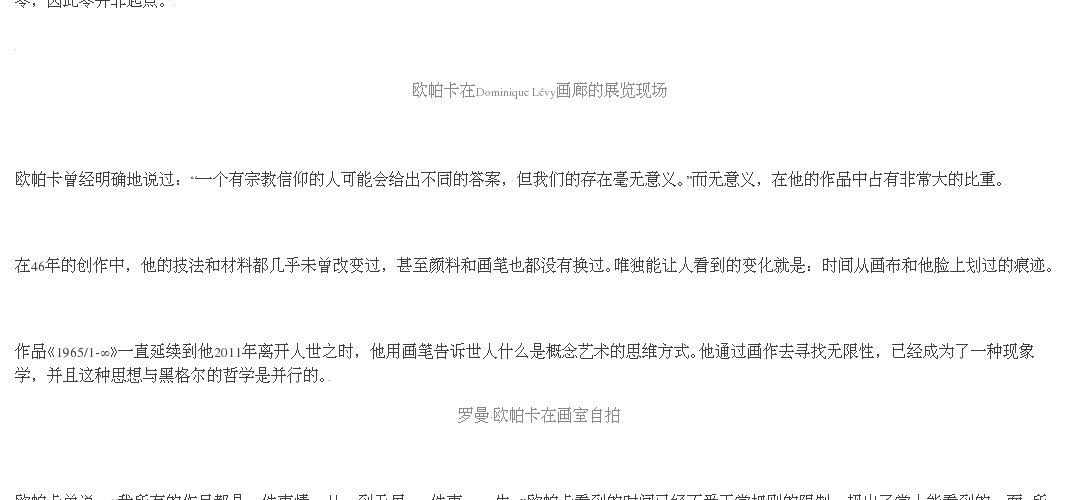 零，因此零并非起点。”
欧帕卡在Dominique Lévy画廊的展览现场
欧帕卡曾经明确地说过：“一个有宗教信仰的人可能会给出不同的答案，但我们的存在毫无意义。”而无意义，在他的作品中占有非常大的比重。
在46年的创作中，他的技法和材料都几乎未曾改变过，甚至颜料和画笔也都没有换过。唯独能让人看到的变化就是：时间从画布和他脸上划过的痕迹。
作品《1965/1-∞》一直延续到他2011年离开人世之时，他用画笔告诉世人什么是概念艺术的思维方式。他通过画作去寻找无限性，已经成为了一种现象
学，并且这种思想与黑格尔的哲学是并行的。
罗曼·欧帕卡在画室自拍